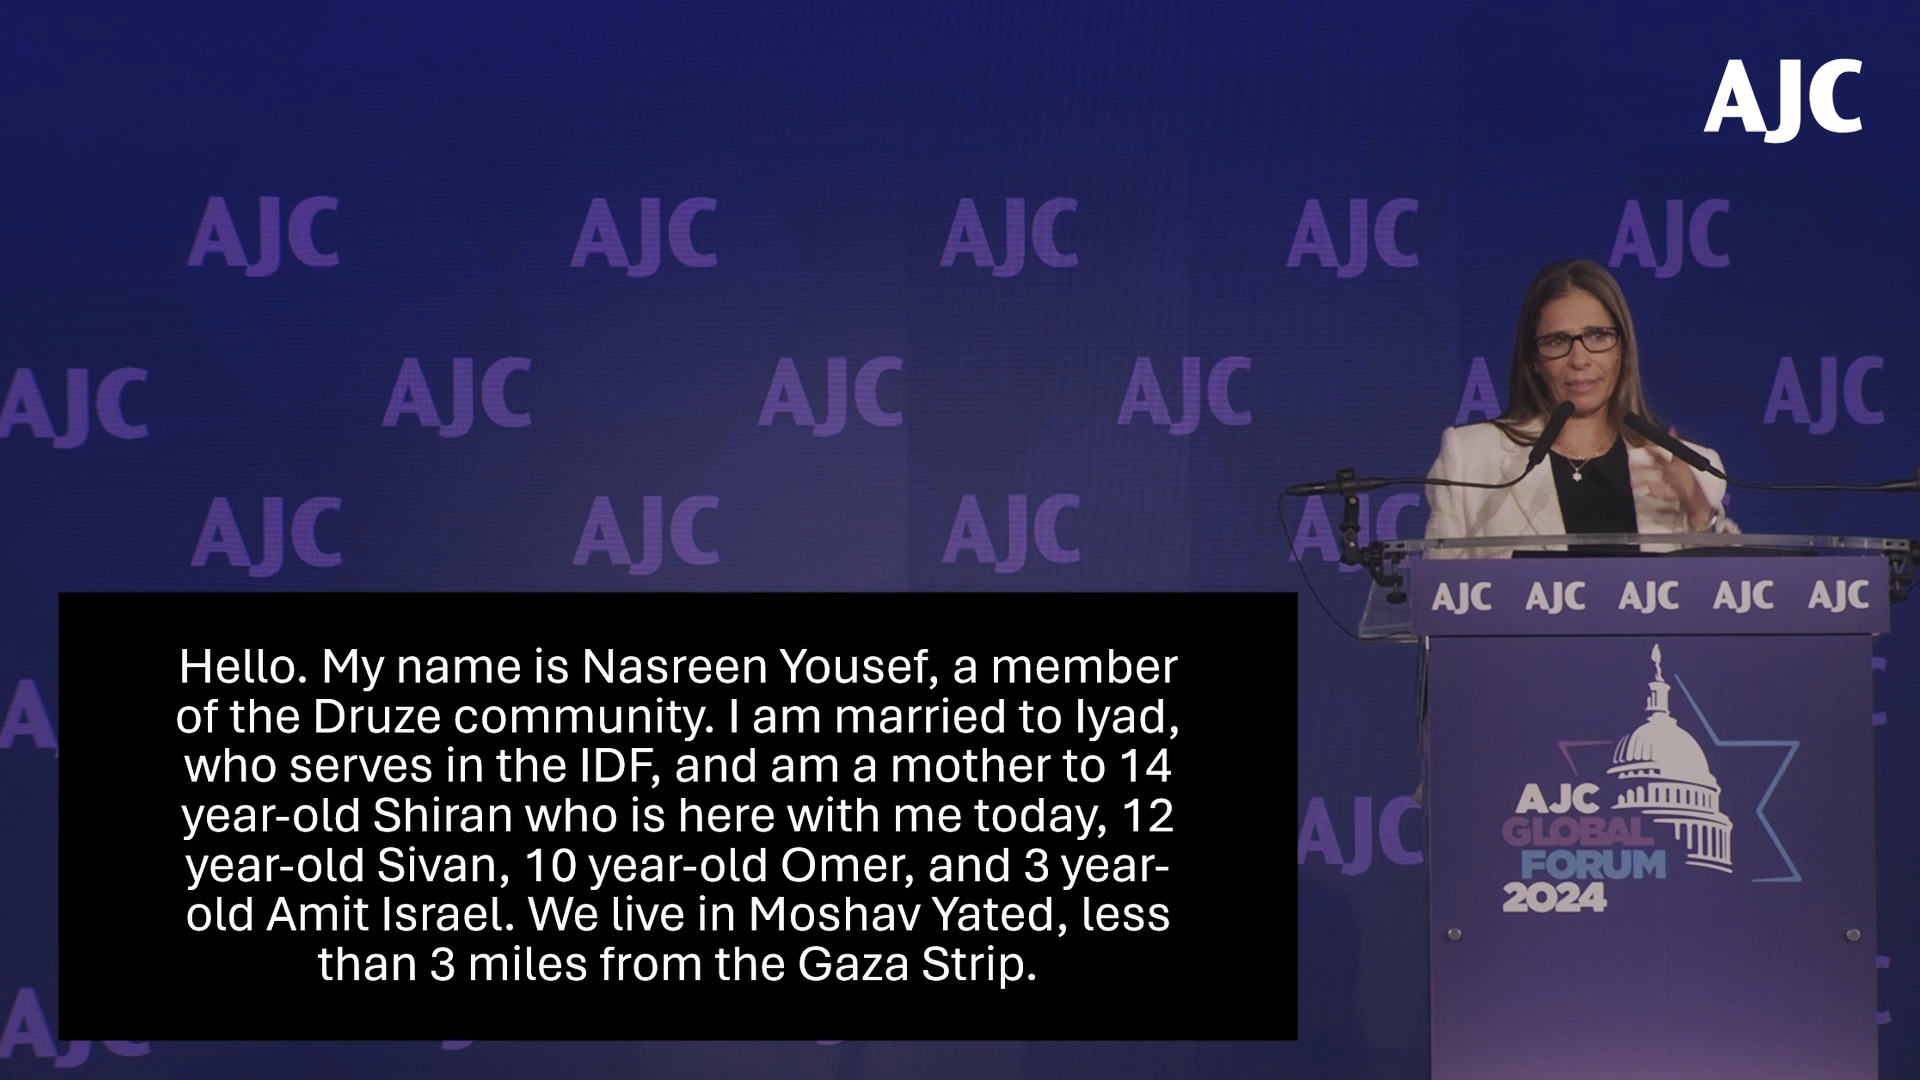 AJC
AJC AJC AJC AJC AJC
AJC AJC AJC AJC AJC
AJC AJC AJC AJC
Hello. My name is Nasreen Yousef, a member
of the Druze community. I am married to Iyad,
who serves in the IDF, and am a mother to 14
year-old Shiran who is here with me today, 12
year-old Sivan, 10 year-old Omer, and 3 year-
old Amit Israel. We live in Moshav Yated, less
than 3 miles from the Gaza Strip.
AJC
AJC AJC AJC AJC AJC
AJC
GLOBAL
FORUM
2024